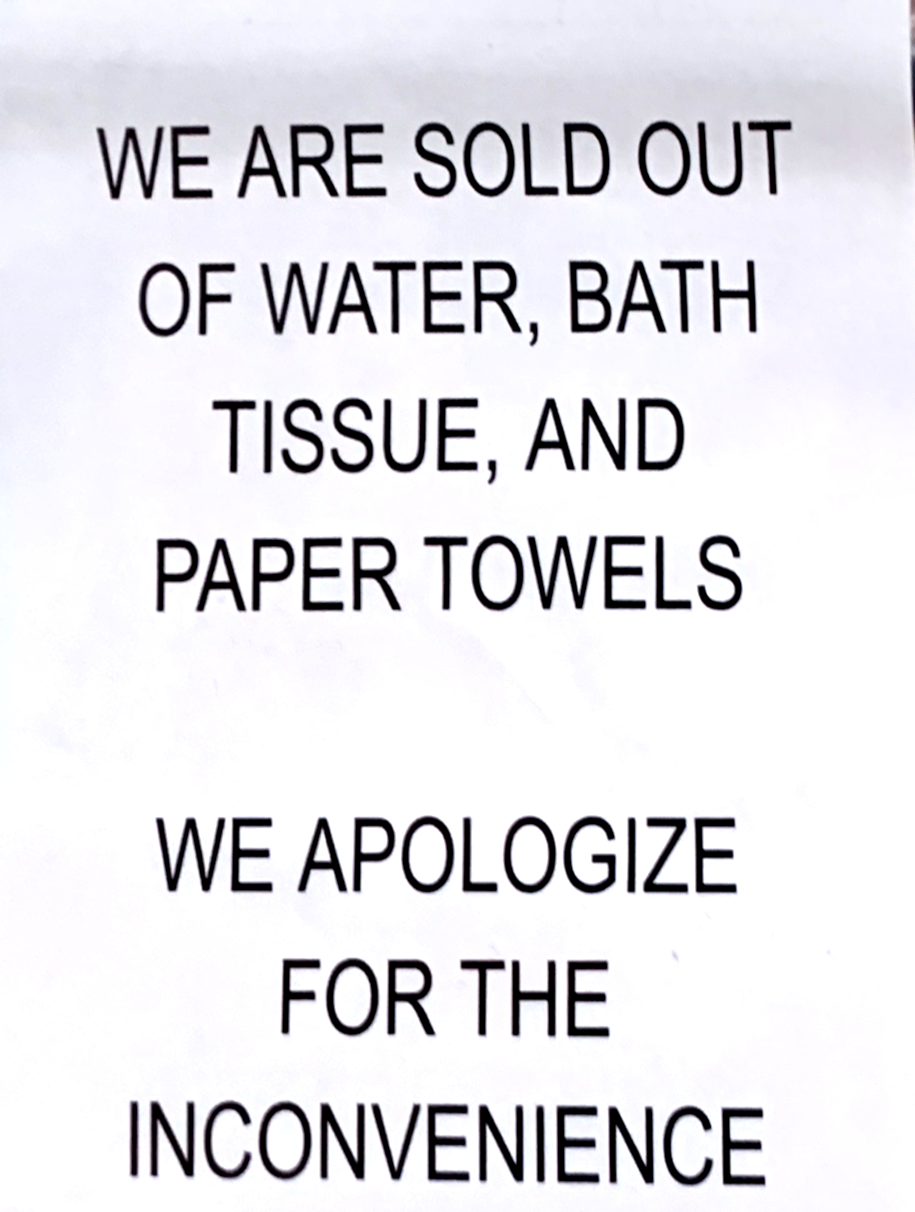 WE ARE SOLD OUT
OF WATER, BATH
TISSUE, AND
PAPER TOWELS
WE APOLOGIZE
FOR THE
INCONVENIENCE